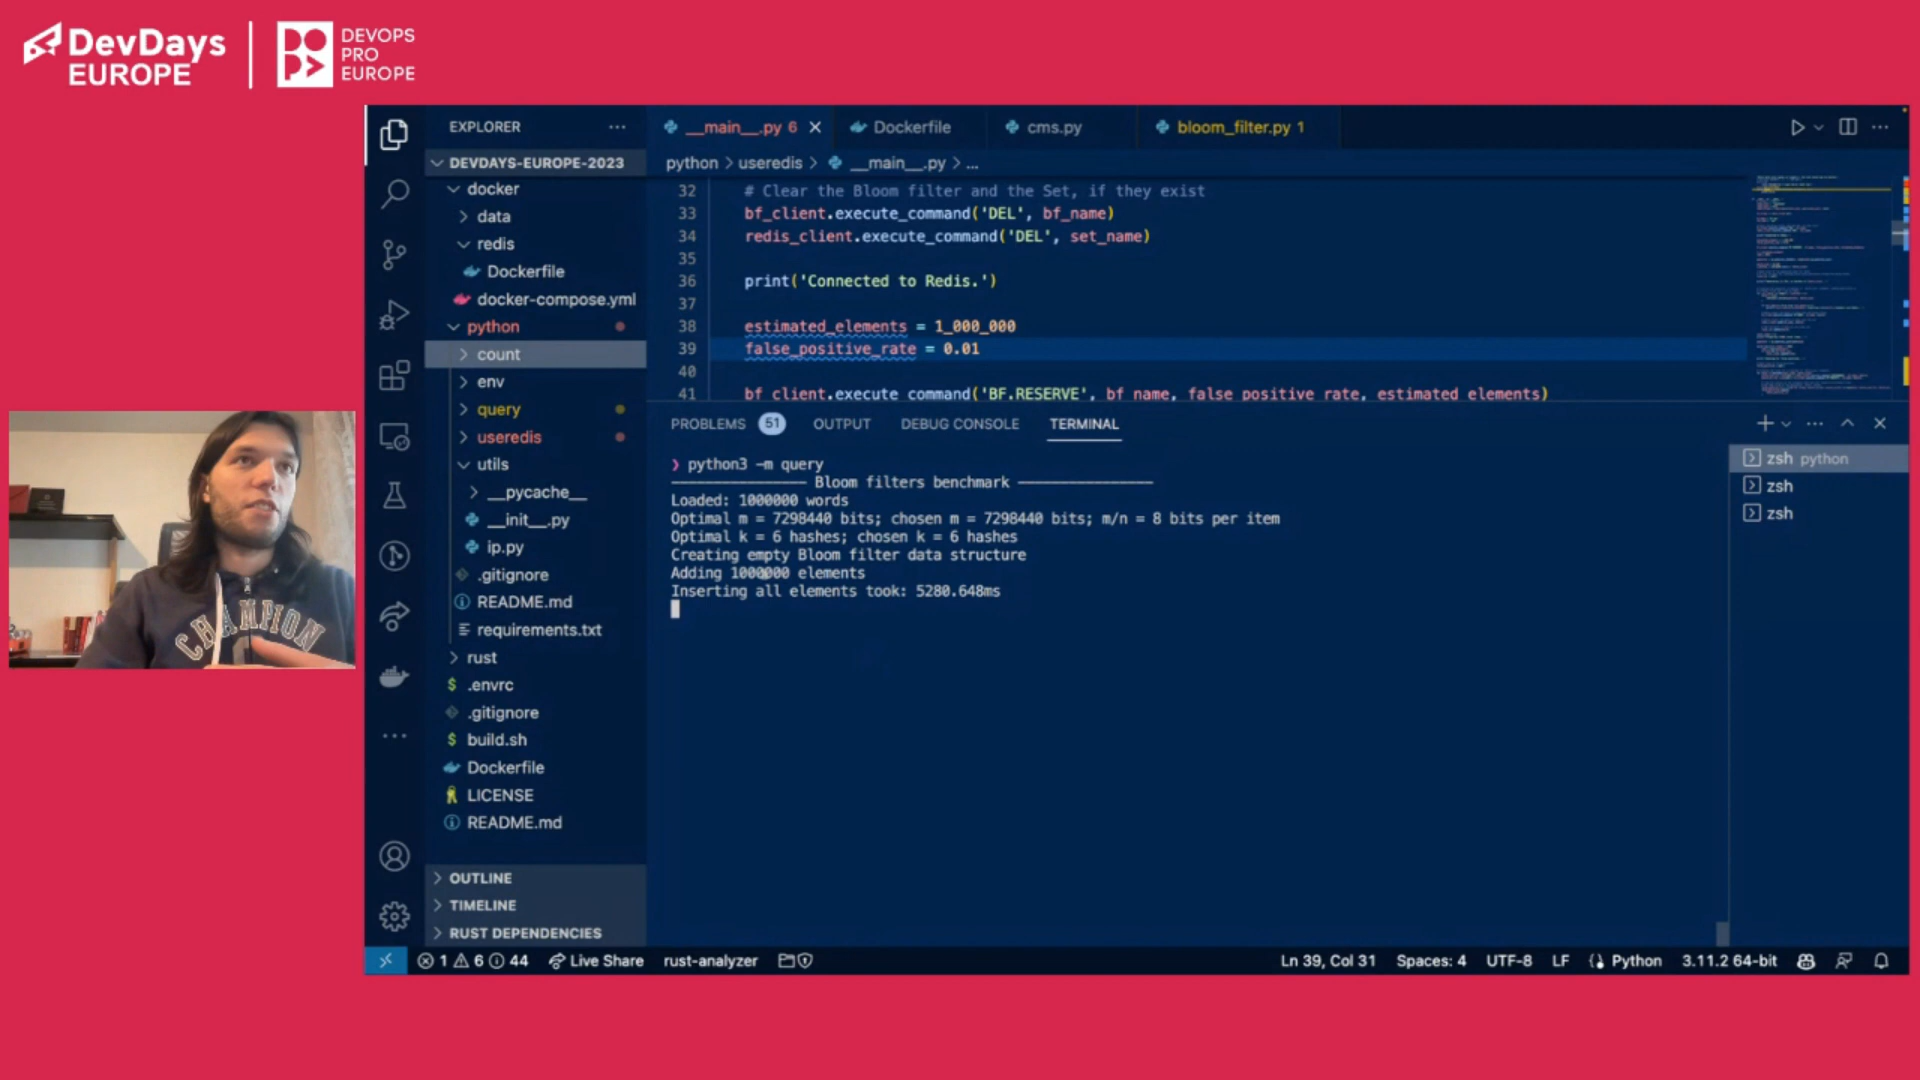 DevDays
EUROPE
DEVOPS
PRO
EUROPE
EXPLORER
DEVDAYS-EUROPE-2023
docker
data
redis
Dockerfile
docker-compose.yml
python
count
env
query
useredis
utils
__pycache__
__init__.py
ip.py
.gitignore
README.md
requirements.txt
rust
.envrc
.gitignore
build.sh
Dockerfile
LICENSE
README.md
OUTLINE
TIMELINE
RUST DEPENDENCIES
__main__.py 6
Dockerfile
cms.py
bloom_filter.py 1
python > useredis > __main__.py > ...
32 # Clear the Bloom filter and the Set, if they exist
33 bf_client.execute_command('DEL', bf_name)
34 redis_client.execute_command('DEL', set_name)
35
36 print('Connected to Redis.')
37
38 estimated_elements = 1_000_000
39 false_positive_rate = 0.01
40
41 bf_client.execute_command('BF.RESERVE', bf_name, false_positive_rate, estimated_elements)
PROBLEMS 51 OUTPUT DEBUG CONSOLE TERMINAL
❯ python3 -m query
Bloom filters benchmark
Loaded: 1000000 words
Optimal m = 7298440 bits; chosen m = 7298440 bits; m/n = 8 bits per item
Optimal k = 6 hashes; chosen k = 6 hashes
Creating empty Bloom filter data structure
Adding 1000000 elements
Inserting all elements took: 5280.648ms
zsh python
zsh
zsh
CHAMPION
1 6 44 Live Share rust-analyzer Ln 39, Col 31 Spaces: 4 UTF-8 LF Python 3.11.2 64-bit